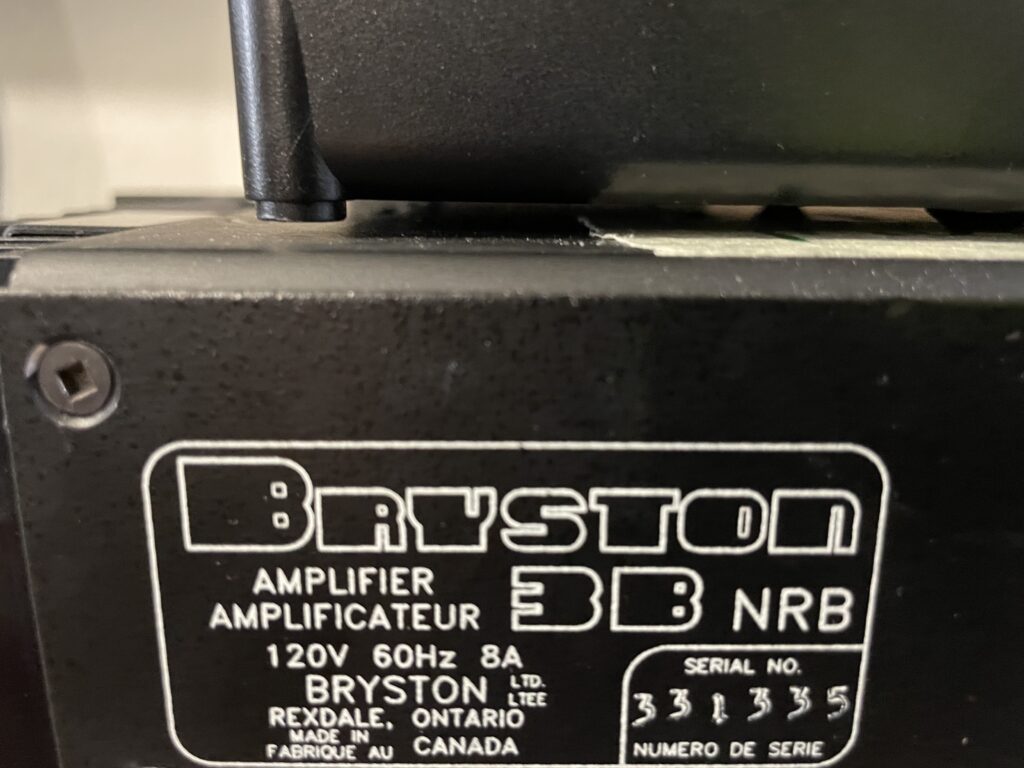 BRYSTON
AMPLIFIER
AMPLIFICATEUR
3B NRB
120V 60Hz 8A
BRYSTON LTD.
LTEE
REXDALE, ONTARIO
MADE IN
FABRIQUE AU CANADA
SERIAL NO.
331335
NUMERO DE SERIE